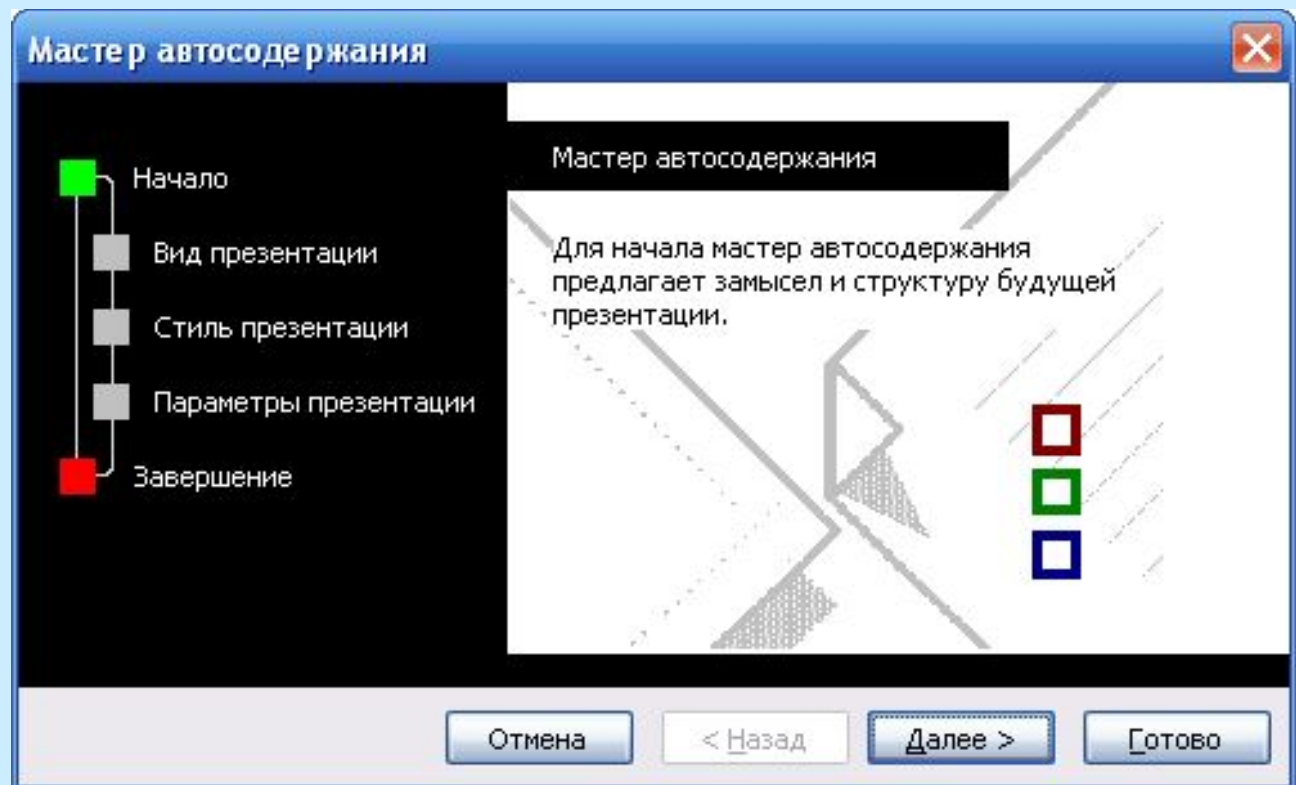 Мастер автосодержания
Начало
Вид презентации
Стиль презентации
Параметры презентации
Завершение
Мастер автосодержания
Для начала мастер автосодержания
предлагает замысел и структуру будущей
презентации.
Отмена
< Назад
Далее >
Готово